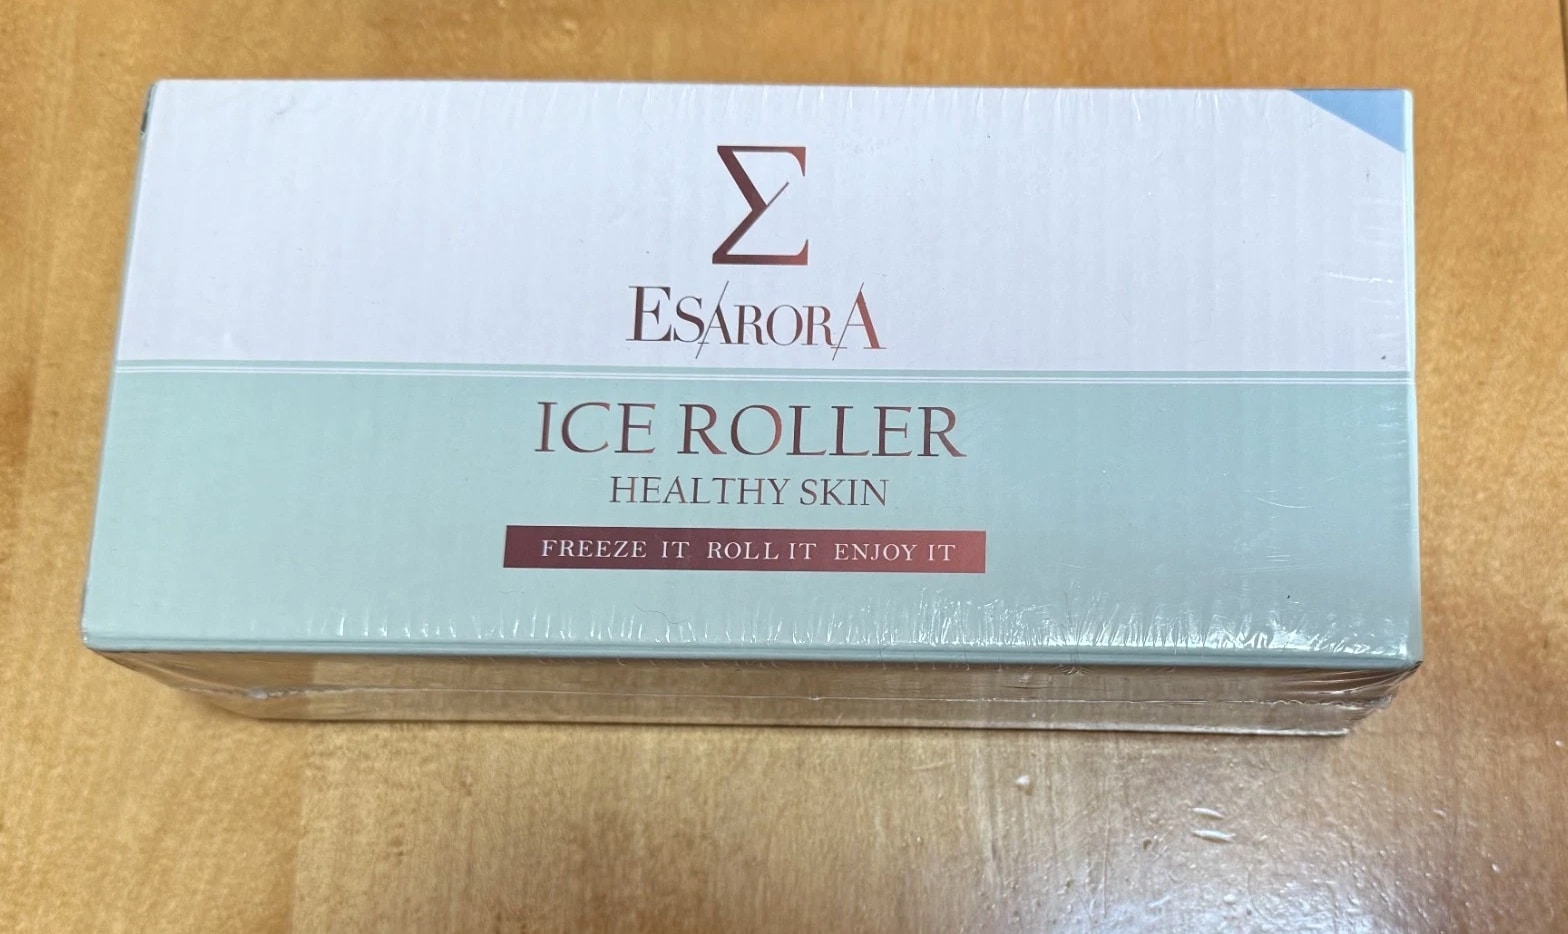 Σ
ESARORA
ICE ROLLER
HEALTHY SKIN
FREEZE IT ROLL IT ENJOY IT